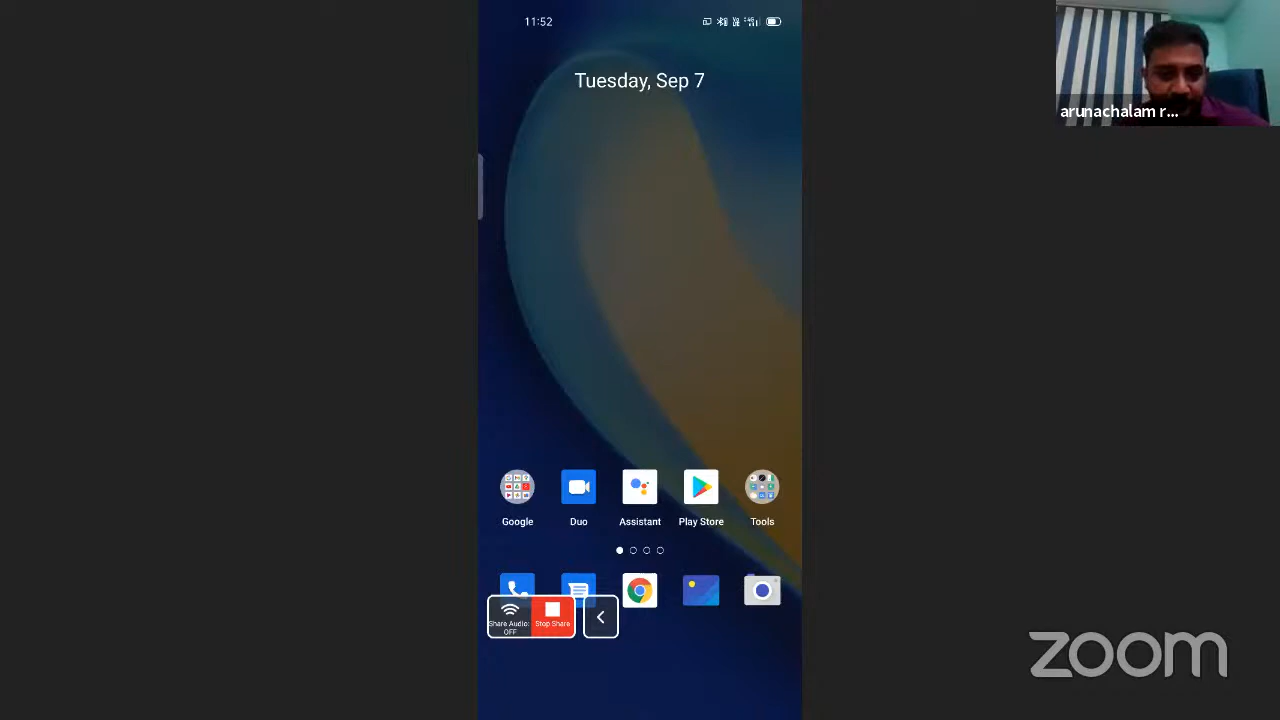 11:52
Tuesday, Sep 7
arunachalam r...
Google
Duo
Assistant
Play Store
Tools
Share Audio:
OFF
Stop Share
zoom